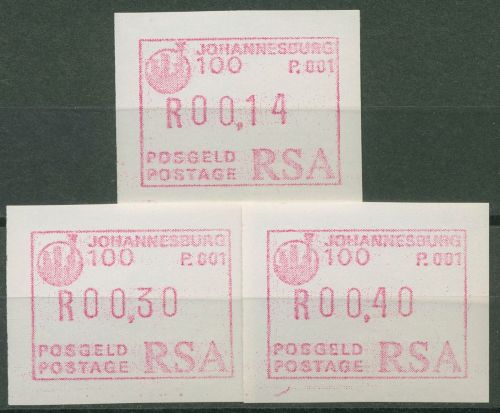 JOHANNESBURG
100 P.001
R00,14
POSGELD
POSTAGE RSA
JOHANNESBURG
100 P.001
R00,30
POSGELD
POSTAGE RSA
JOHANNESBURG
100 P.001
R00,40
POSGELD
POSTAGE RSA